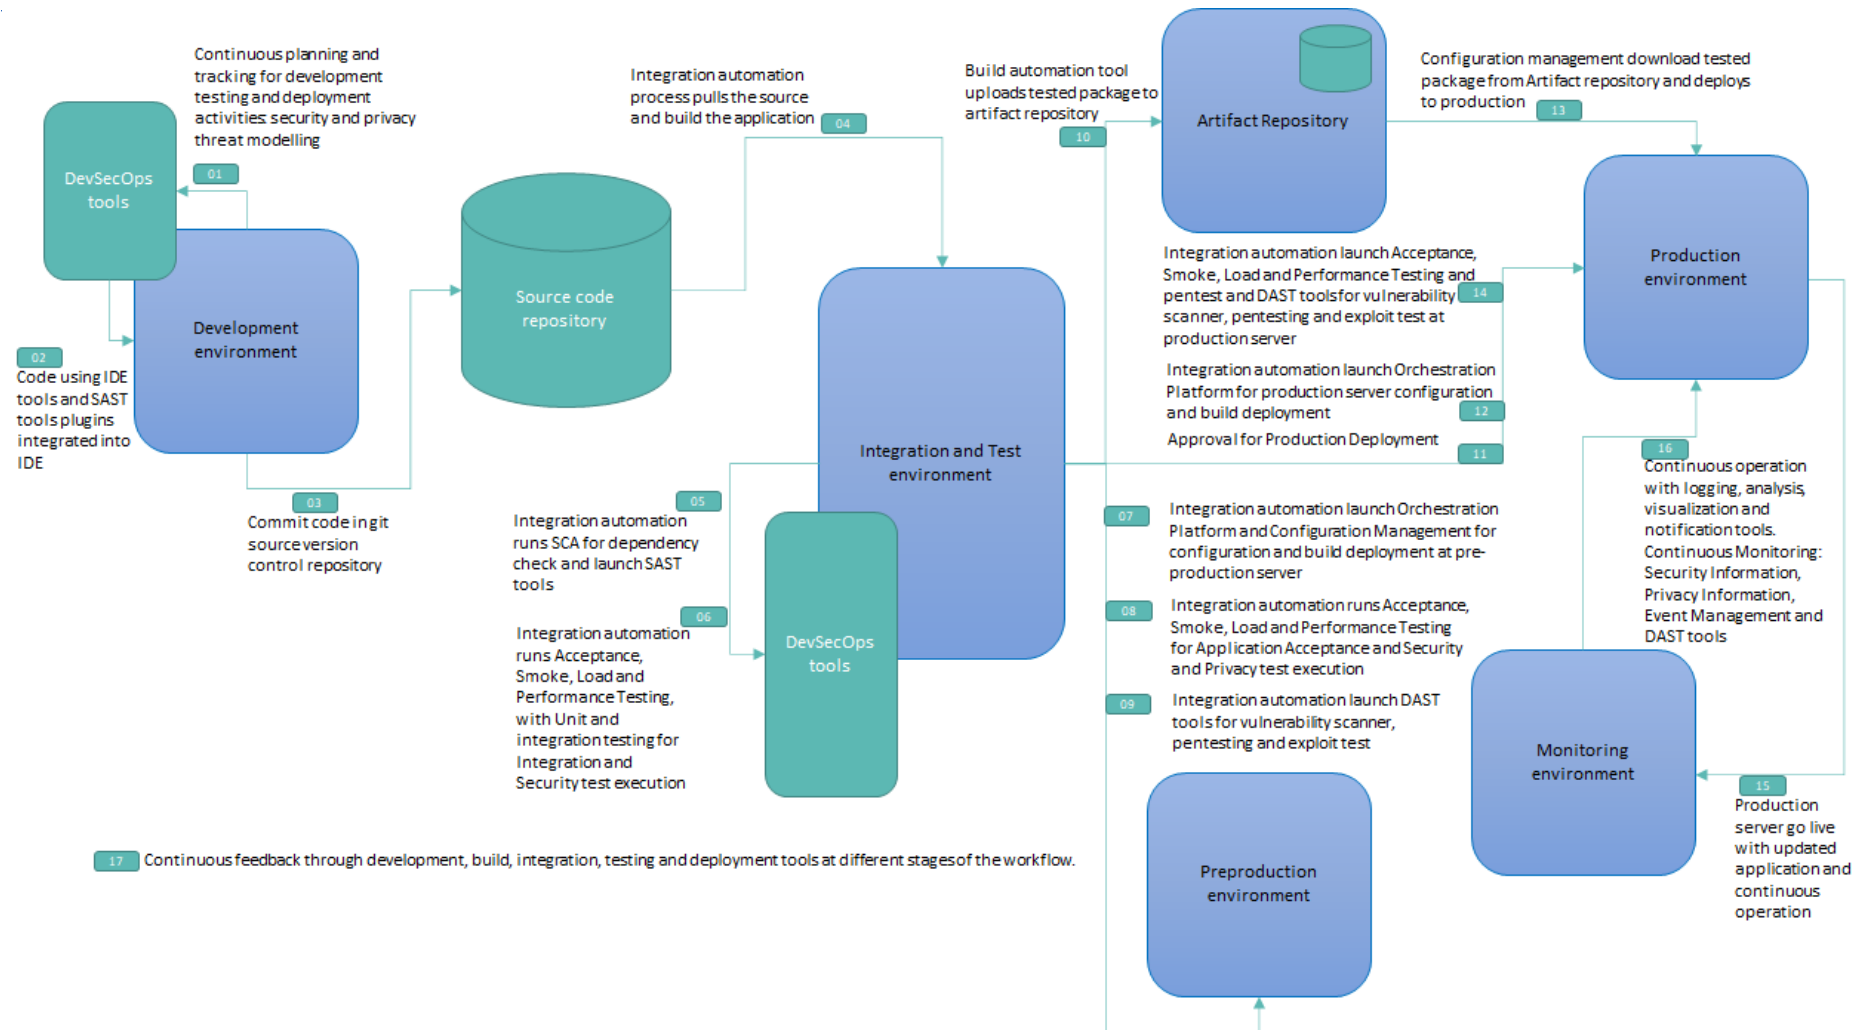 Continuous planning and
tracking for development
testing and deployment
activities: security and privacy
threat modelling
01
DevSecOps
tools
Development
environment
02
Code using IDE
tools and SAST
tools plugins
integrated into
IDE
03
Commit code in git
source version
control repository
Source code
repository
Integration automation
process pulls the source
and build the application
04
Integration and Test
environment
05
Integration automation
runs SCA for dependency
check and launch SAST
tools
06
Integration automation
runs Acceptance,
Smoke, Load and
Performance Testing,
with Unit and
integration testing for
Integration and
Security test execution
DevSecOps
tools
07
Integration automation launch Orchestration
Platform and Configuration Management for
configuration and build deployment at pre-
production server
08
Integration automation runs Acceptance,
Smoke, Load and Performance Testing
for Application Acceptance and Security
and Privacy test execution
09
Integration automation launch DAST
tools for vulnerability scanner,
pentesting and exploit test
Preproduction
environment
Build automation tool
uploads tested package to
artifact repository
10
Artifact Repository
Approval for Production Deployment
11
Integration automation launch Orchestration
Platform for production server configuration
and build deployment
12
Configuration management download tested
package from Artifact repository and deploys
to production
13
Integration automation launch Acceptance,
Smoke, Load and Performance Testing and
pentest and DAST tools for vulnerability
scanner, pentesting and exploit test at
production server
14
Production
environment
15
Production
server go live
with updated
application and
continuous
operation
16
Continuous operation
with logging, analysis,
visualization and
notification tools.
Continuous Monitoring:
Security Information,
Privacy Information,
Event Management and
DAST tools
Monitoring
environment
17
Continuous feedback through development, build, integration, testing and deployment tools at different stages of the workflow.